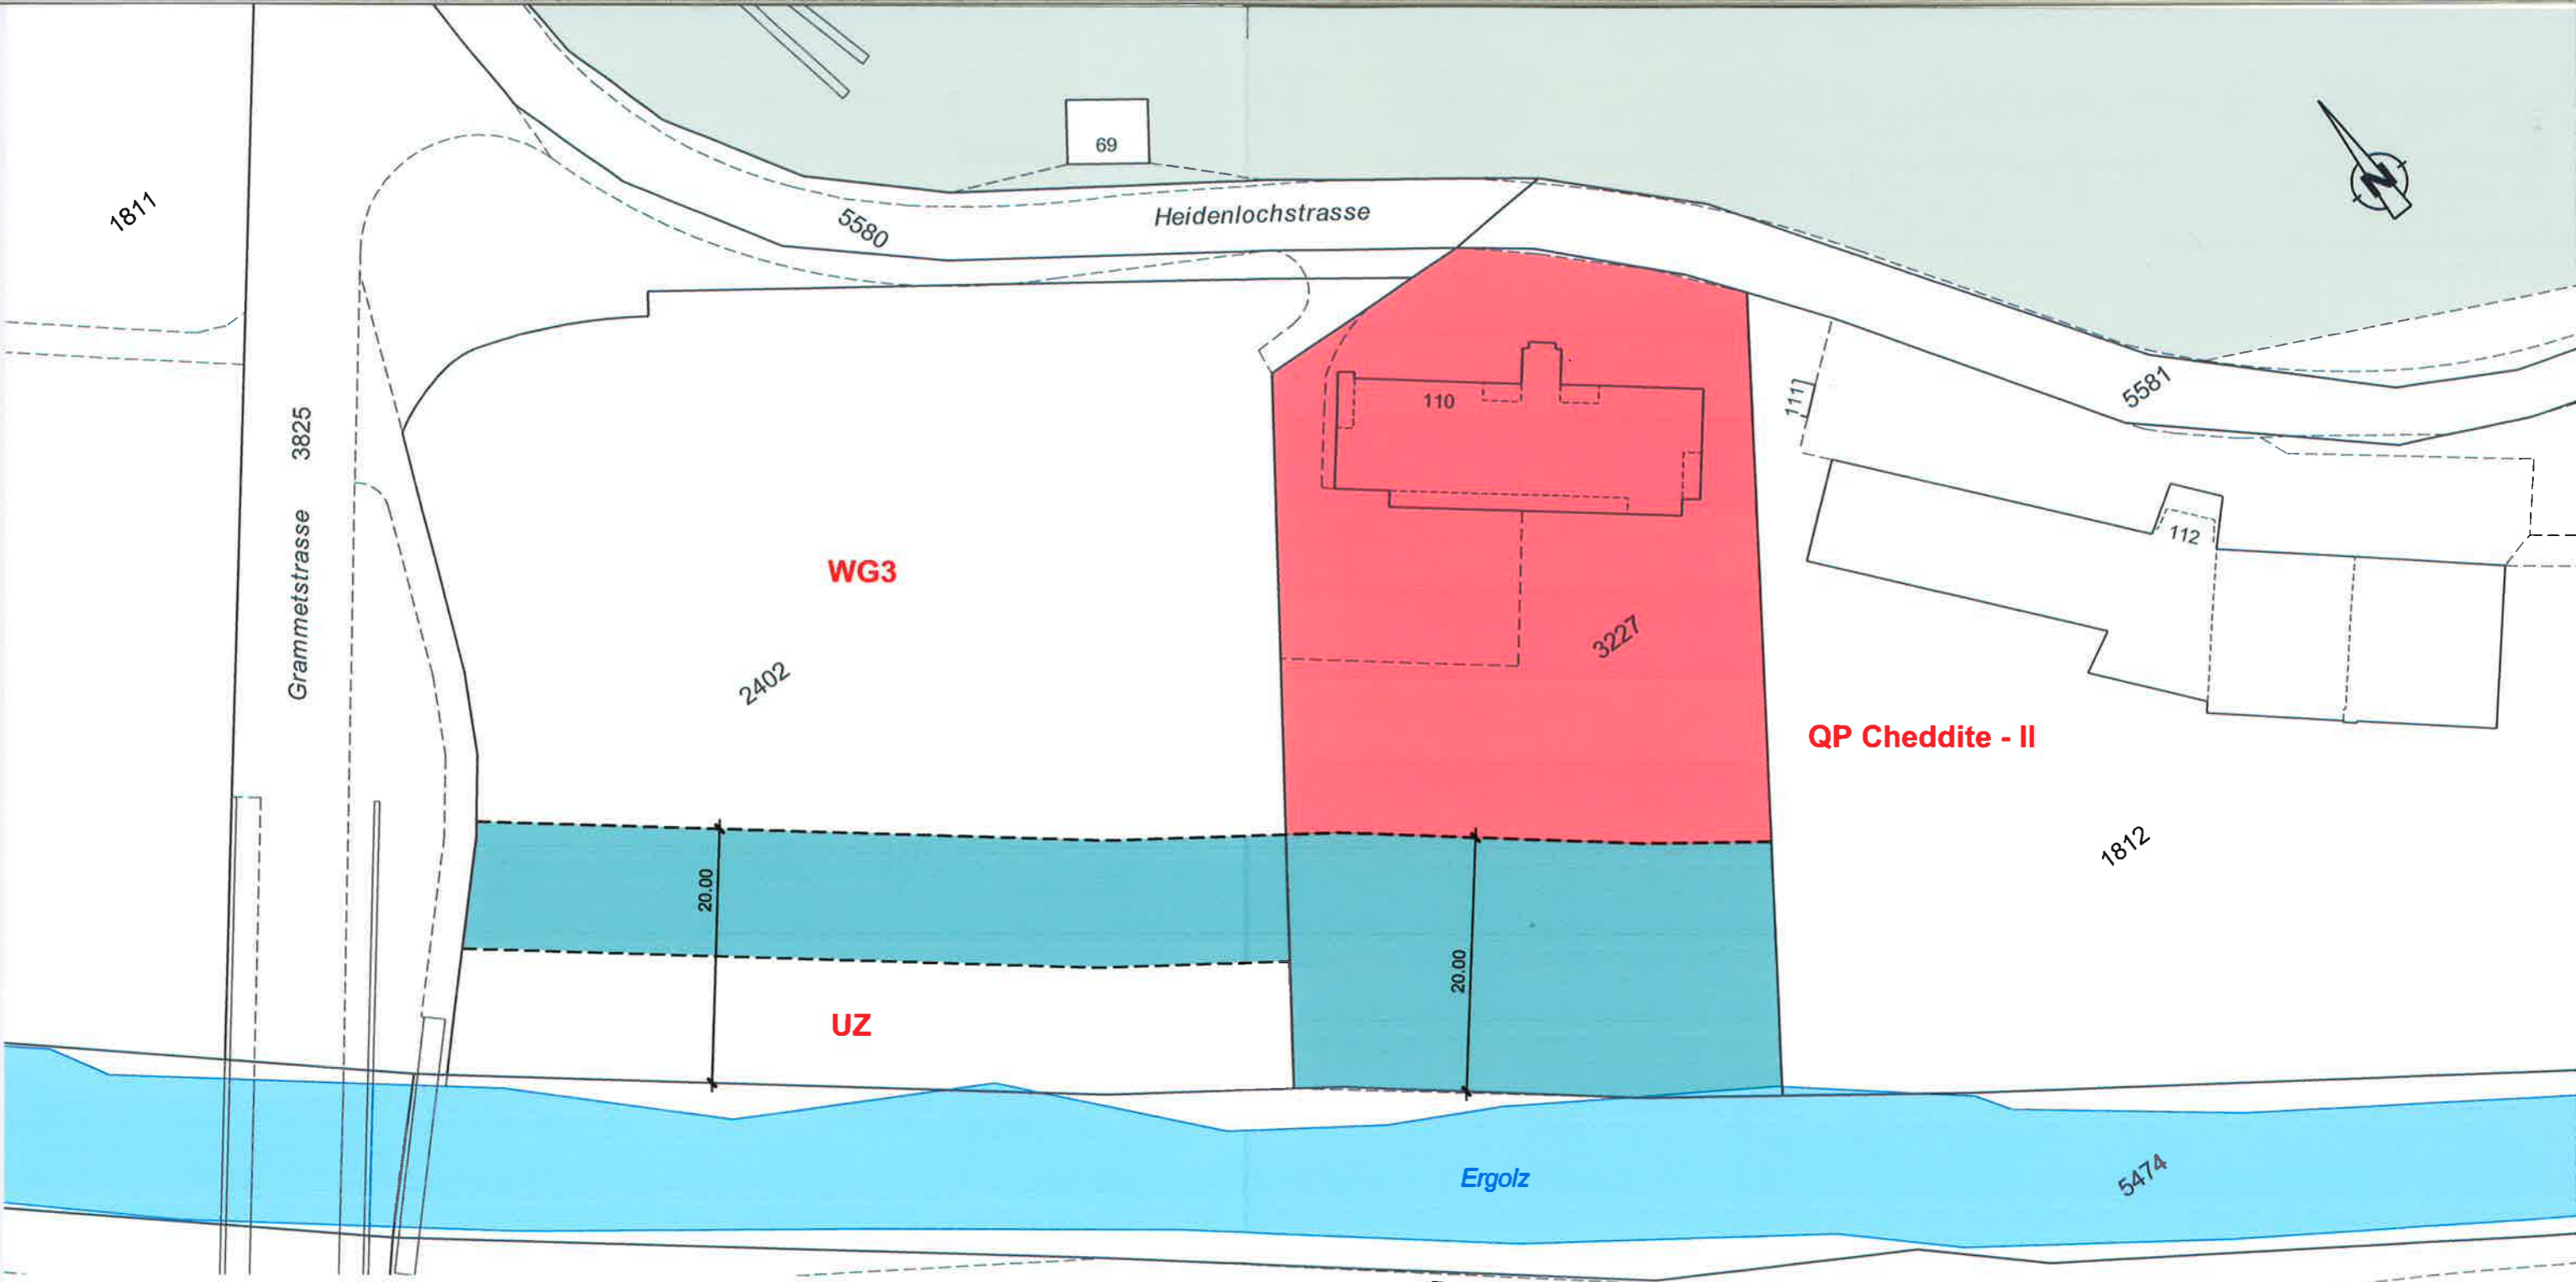 69
1811
N
5580
Heidenlochstrasse
5581
1111
110
Grammetstrasse 3825
112
WG3
3227
2402
QP Cheddite - II
1812
20.00
20.00
UZ
Ergolz
5474